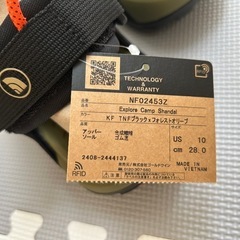 TECHNOLOGY
&
WARRANTY
NF02453Z
Explore Camp Shandal
KF TNFブラック×フォレストオリーブ
アッパー 合成繊維
ソール ゴム底
US 10
cm 28.0
2408-2444137
RFID
MADE IN
VIETNAM